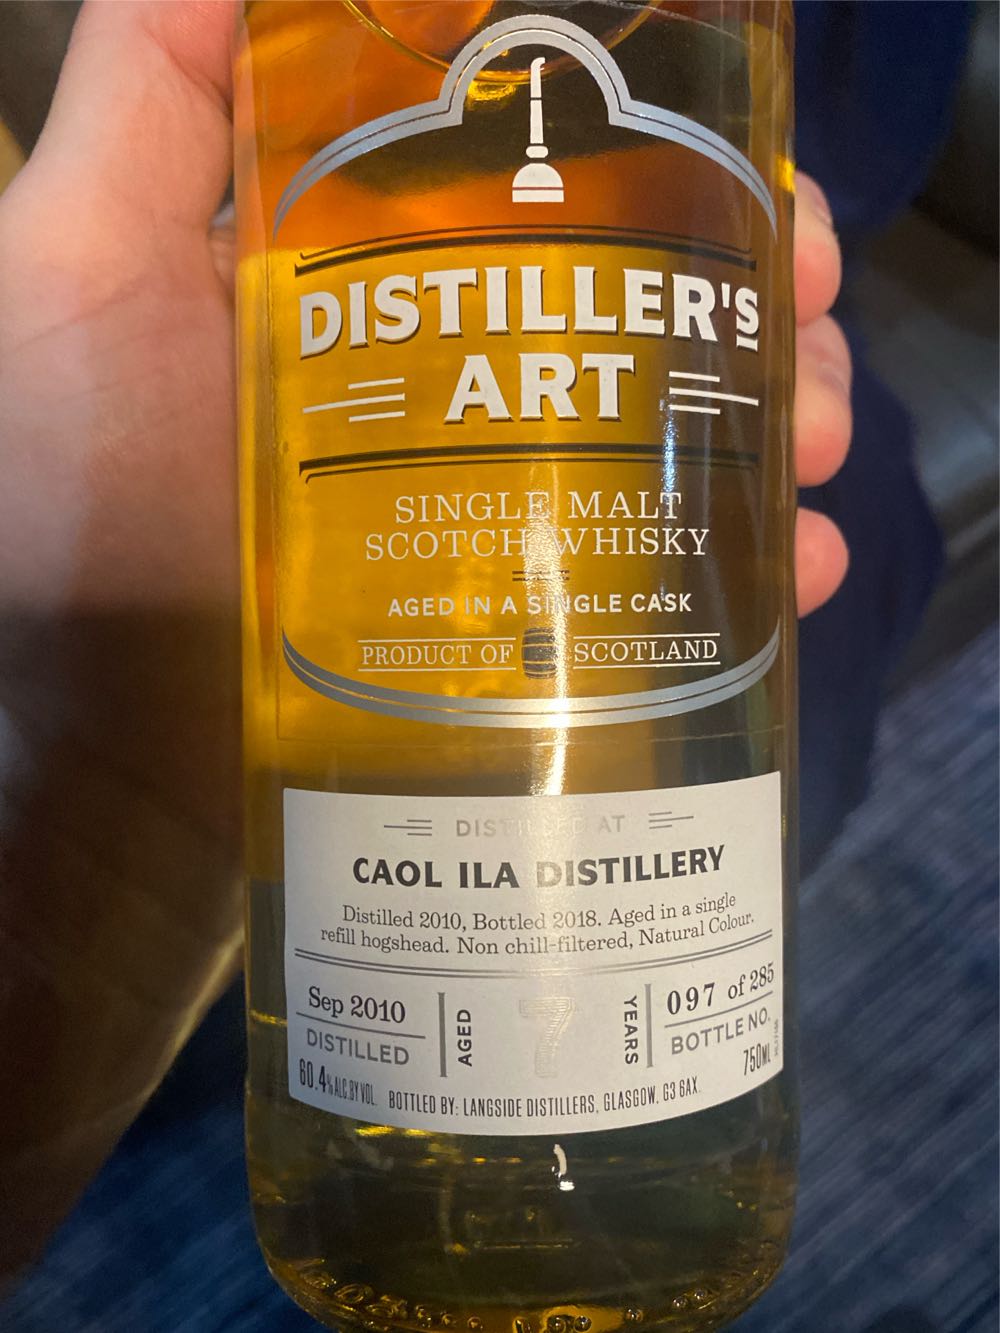 DISTILLER'S
ART
SINGLE MALT
SCOTCH WHISKY
AGED IN A SINGLE CASK
PRODUCT OF SCOTLAND
DISTILLED AT
CAOL ILA DISTILLERY
Distilled 2010, Bottled 2018. Aged in a single
refill hogshead. Non chill-filtered, Natural Colour.
Sep 2010
DISTILLED
AGED
7
YEARS
097 of 285
BOTTLE NO.
60.4% ALC.BY VOL.
BOTTLED BY: LANGSIDE DISTILLERS, GLASGOW, G3 6AX.
750ML